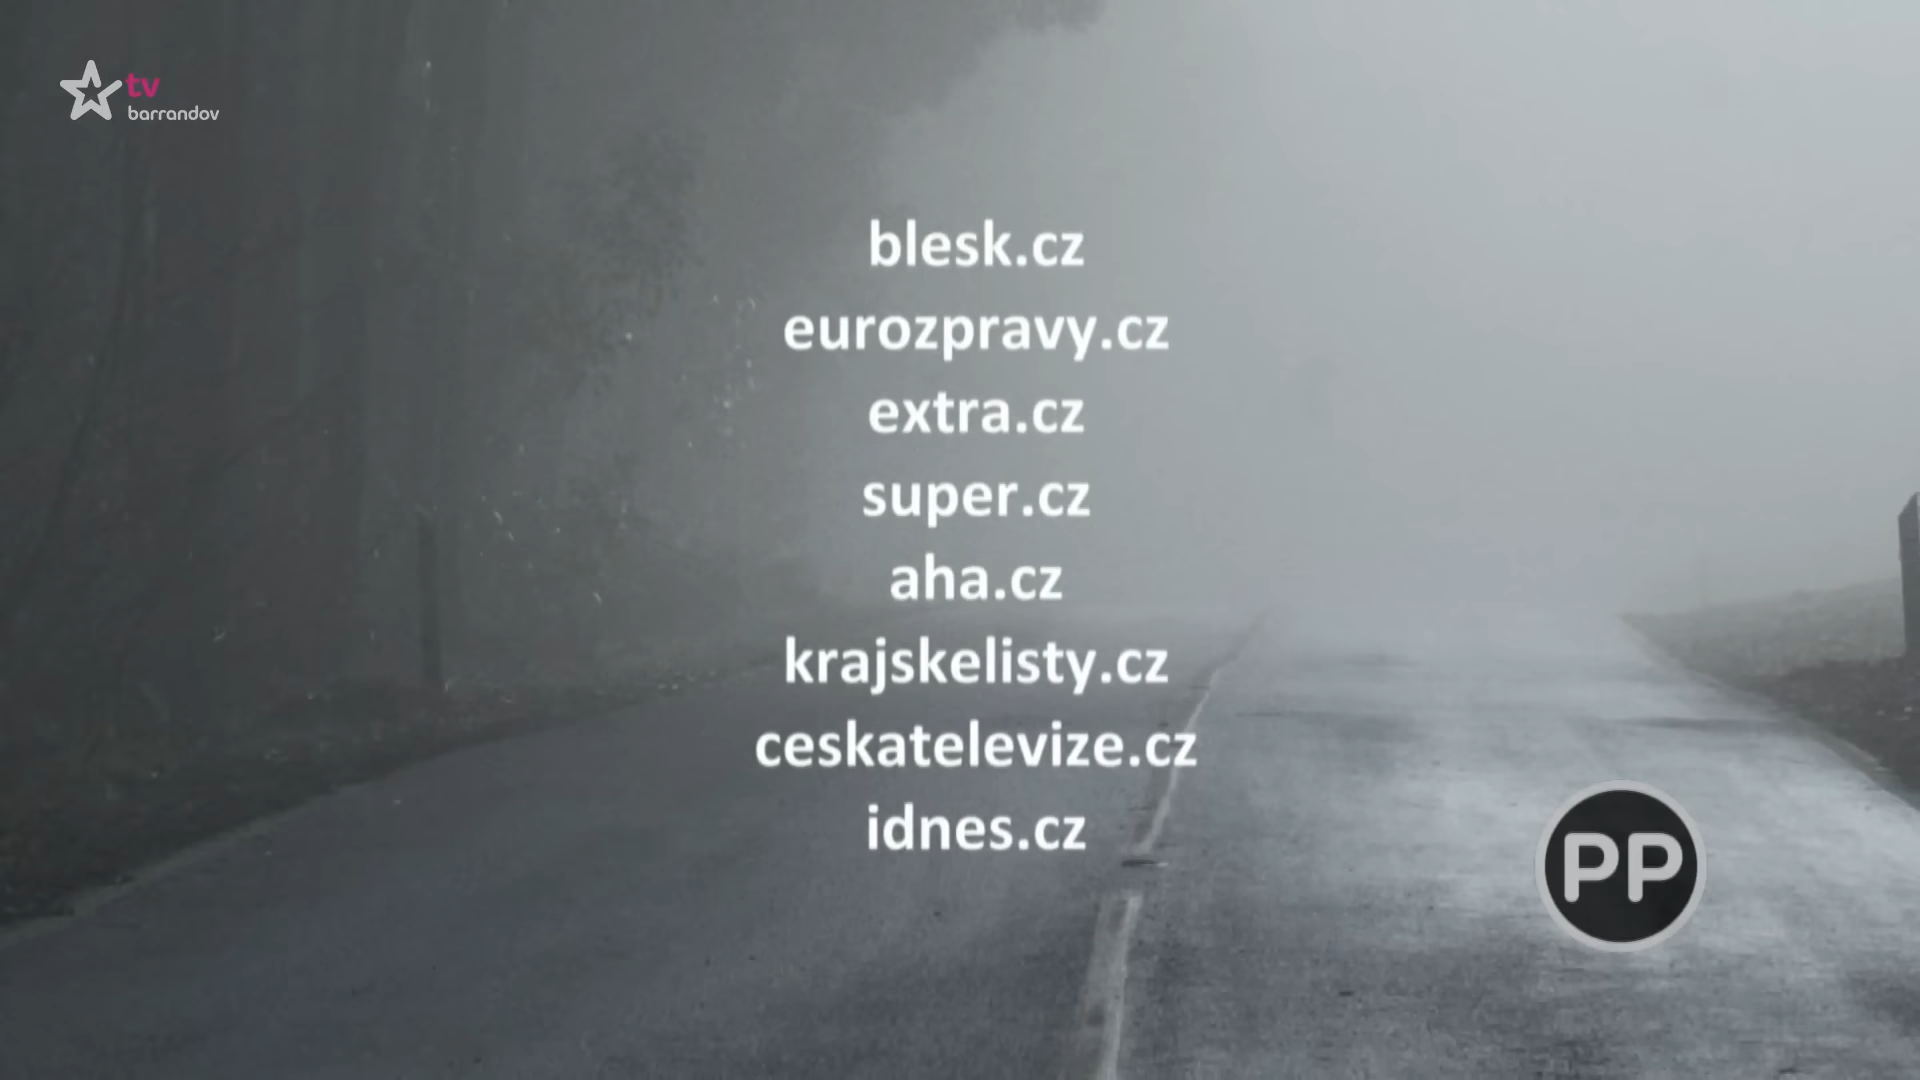 tv
barrandov
blesk.cz
eurozpravy.cz
extra.cz
super.cz
aha.cz
krajskelisty.cz
ceskatelevize.cz
idnes.cz
PP